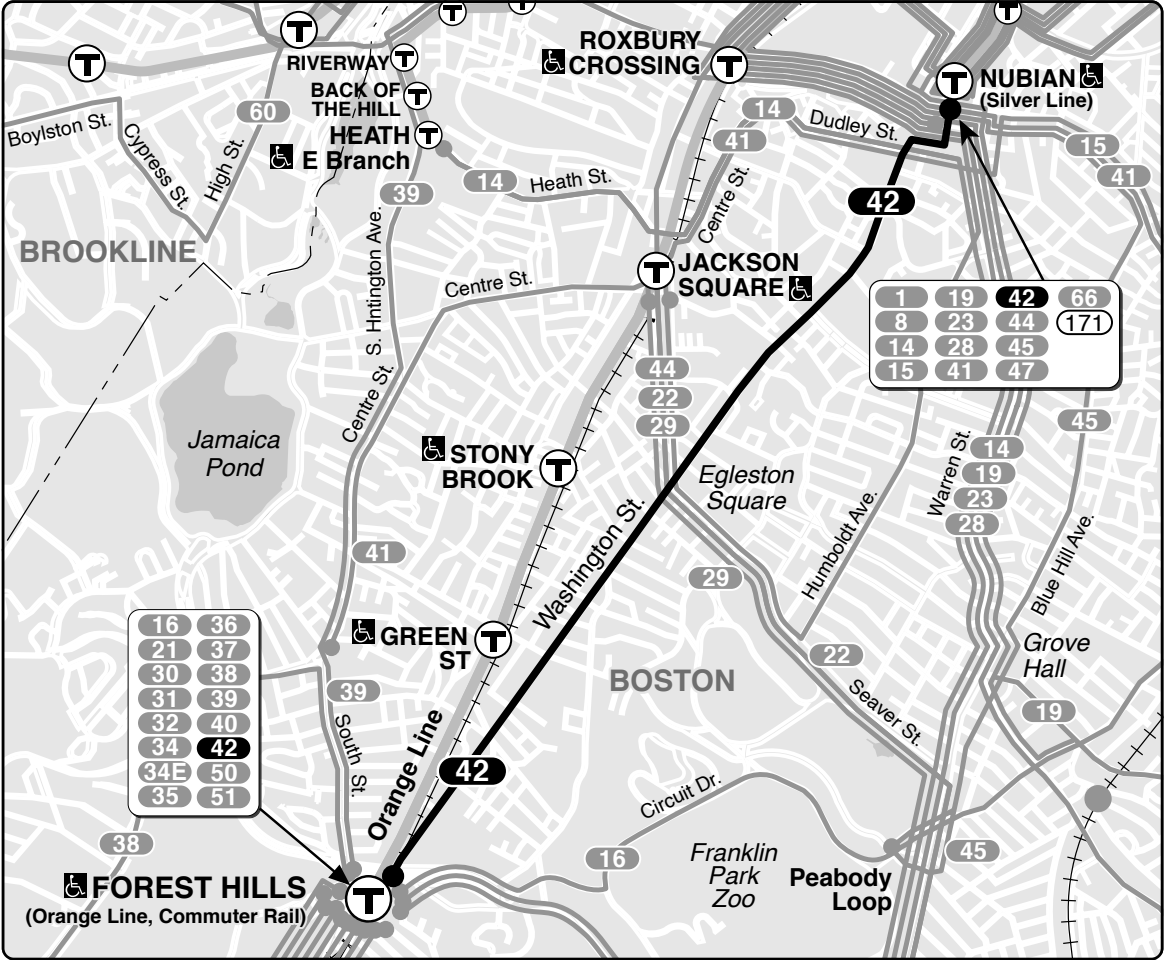 T
T
T
T
T
RIVERWAY T
BACK OF
THE HILL T
HEATH T
E Branch
ROXBURY
CROSSING T
T
NUBIAN
(Silver Line)
60
Boylston St.
Cypress St.
High St.
14
41
Dudley St.
15
41
39
14
Heath St.
Centre St.
42
BROOKLINE
S. Hntington Ave.
Centre St.
T
JACKSON
SQUARE
1 19 42 66
8 23 44 171
14 28 45
15 41 47
44
22
29
Centre St.
45
Jamaica
Pond
STONY
BROOK T
Egleston
Square
Warren St.
14
19
23
28
Humboldt Ave.
Blue Hill Ave.
Washington St.
41
29
16 36
21 37
30 38
31 39
32 40
34 42
34E 50
35 51
GREEN
ST T
22
Grove
Hall
BOSTON
39
South St.
Seaver St.
19
Orange Line
42
Circuit Dr.
38
16
Franklin
Park
Zoo
45
Peabody
Loop
FOREST HILLS
(Orange Line, Commuter Rail)
T